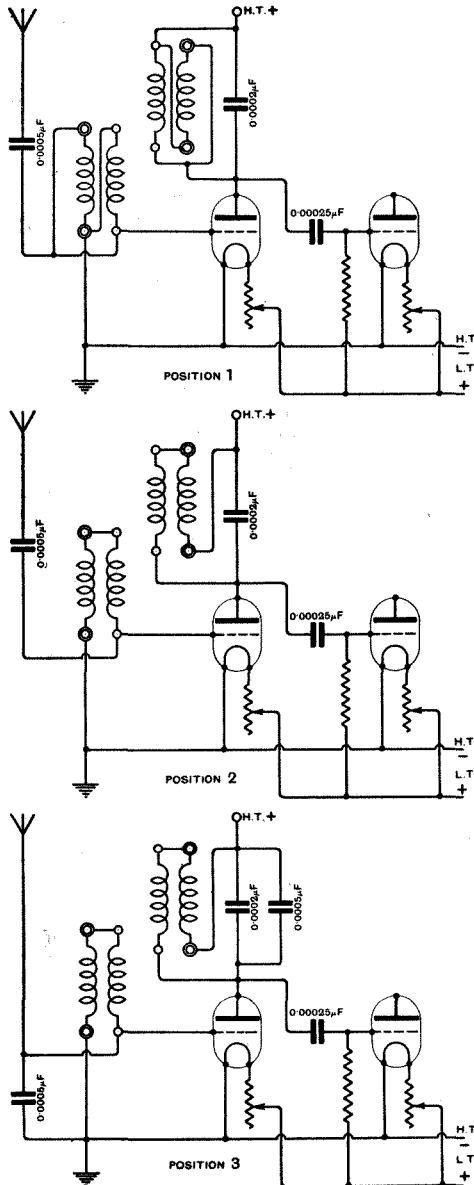 H.T.+
0·0005µF
0·0002µF
0·00025µF
H.T
−
L.T
+
POSITION 1
H.T.+
0·0005µF
0·0002µF
0·00025µF
H.T
−
L.T
+
POSITION 2
H.T.+
0·0002µF
0·0005µF
0·00025µF
0·0005µF
H.T
−
L.T
+
POSITION 3